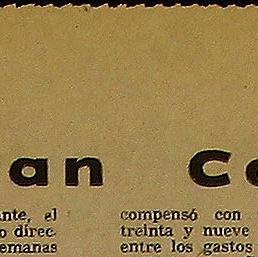 an Co
ante, el
o direc-
emanas
compensó con
treinta y nueve
entre los gastos